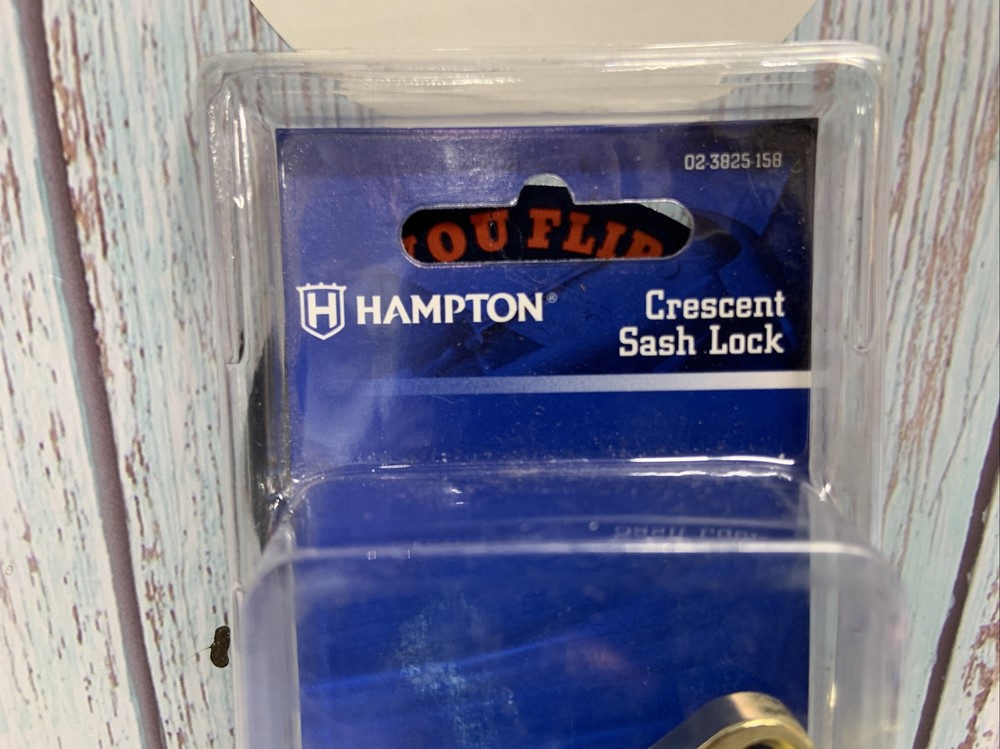 02-3825-158
OU FLIP
H HAMPTON®
Crescent
Sash Lock